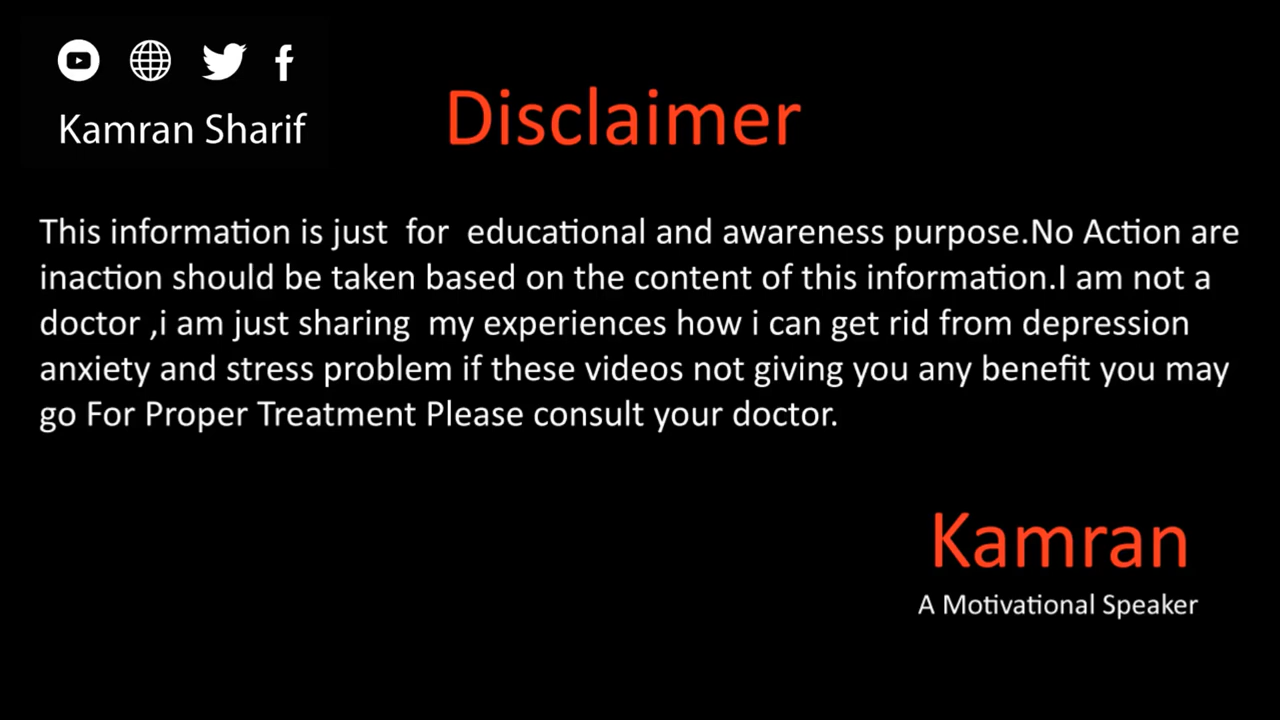 Kamran Sharif
Disclaimer
This information is just for educational and awareness purpose.No Action are
inaction should be taken based on the content of this information.I am not a
doctor ,i am just sharing my experiences how i can get rid from depression
anxiety and stress problem if these videos not giving you any benefit you may
go For Proper Treatment Please consult your doctor.
Kamran
A Motivational Speaker